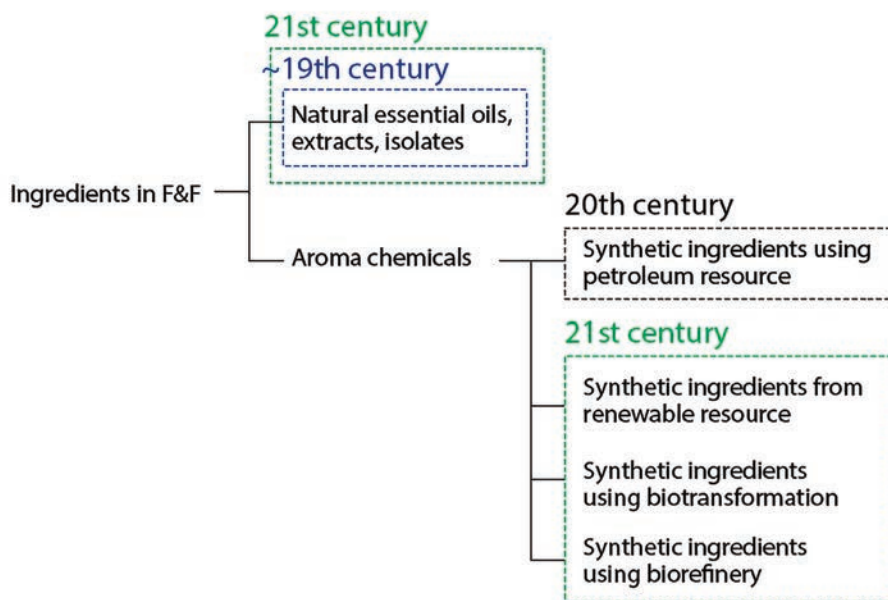 21st century
~19th century
Natural essential oils,
extracts, isolates
Ingredients in F&F
20th century
Aroma chemicals
Synthetic ingredients using
petroleum resource
21st century
Synthetic ingredients from
renewable resource
Synthetic ingredients
using biotransformation
Synthetic ingredients
using biorefinery